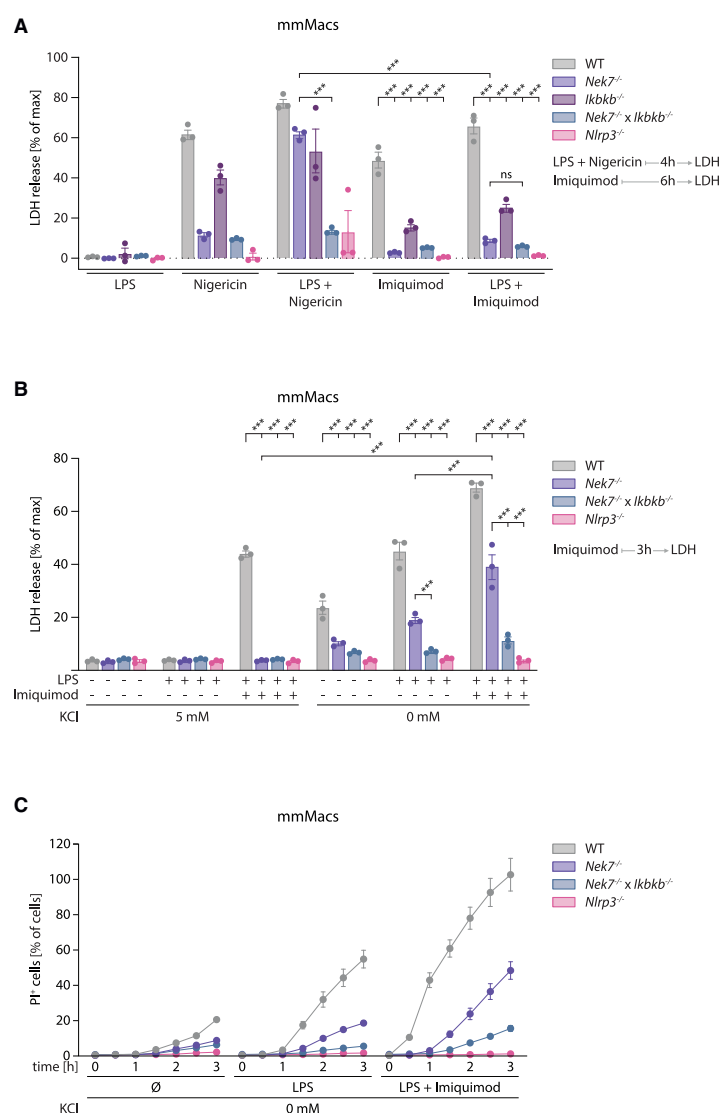 A
mmMacs
***
*** *** *** *** *** *** *** *** ***
ns
100
80
60
40
20
0
LDH release [% of max]
LPS Nigericin LPS + Nigericin Imiquimod LPS + Imiquimod
WT
Nek7-/-
Ikbkb-/-
Nek7-/- x Ikbkb-/-
Nlrp3-/-
LPS + Nigericin 4h LDH
Imiquimod 6h LDH
B
mmMacs
*** *** *** *** *** *** *** *** *** *** *** ***
***
***
*** ***
***
80
60
40
20
LDH release [% of max]
LPS - - - - + + + + + + + + - - - - + + + + + + + +
Imiquimod - - - - - - - - + + + + - - - - - - - - + + + +
KCl 5 mM 0 mM
WT
Nek7-/-
Nek7-/- x Ikbkb-/-
Nlrp3-/-
Imiquimod 3h LDH
C
mmMacs
120
100
80
60
40
20
0
PI+ cells [% of cells]
time [h] 0 1 2 3 0 1 2 3 0 1 2 3
Ø LPS LPS + Imiquimod
KCl 0 mM
WT
Nek7-/-
Nek7-/- x Ikbkb-/-
Nlrp3-/-